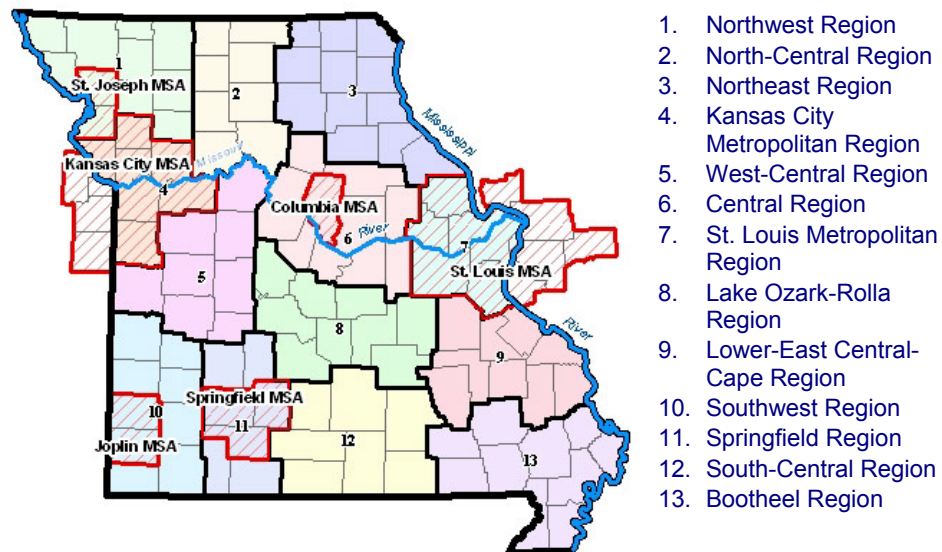 1
St. Joseph MSA
2
3
Mississippi
Kansas City MSA
Missouri
4
Columbia MSA
River
6
7
St. Louis MSA
5
8
River
9
Springfield MSA
10
11
Joplin MSA
12
13
1. Northwest Region
2. North-Central Region
3. Northeast Region
4. Kansas City
Metropolitan Region
5. West-Central Region
6. Central Region
7. St. Louis Metropolitan
Region
8. Lake Ozark-Rolla
Region
9. Lower-East Central-
Cape Region
10. Southwest Region
11. Springfield Region
12. South-Central Region
13. Bootheel Region